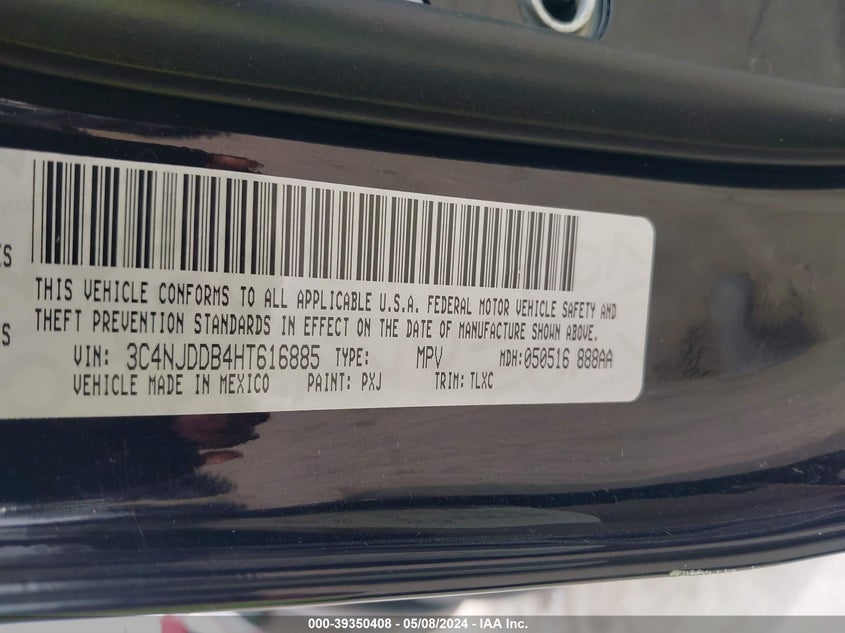 ES
THIS VEHICLE CONFORMS TO ALL APPLICABLE U.S.A. FEDERAL MOTOR VEHICLE SAFETY AND
S
THEFT PREVENTION STANDARDS IN EFFECT ON THE DATE OF MANUFACTURE SHOWN ABOVE.
VIN: 3C4NJDDB4HT616885 TYPE: MPV MDH:050516 888AA
VEHICLE MADE IN MEXICO PAINT: PXJ TRIM: TLXC
000-39350408 - 05/08/2024 - IAA Inc.